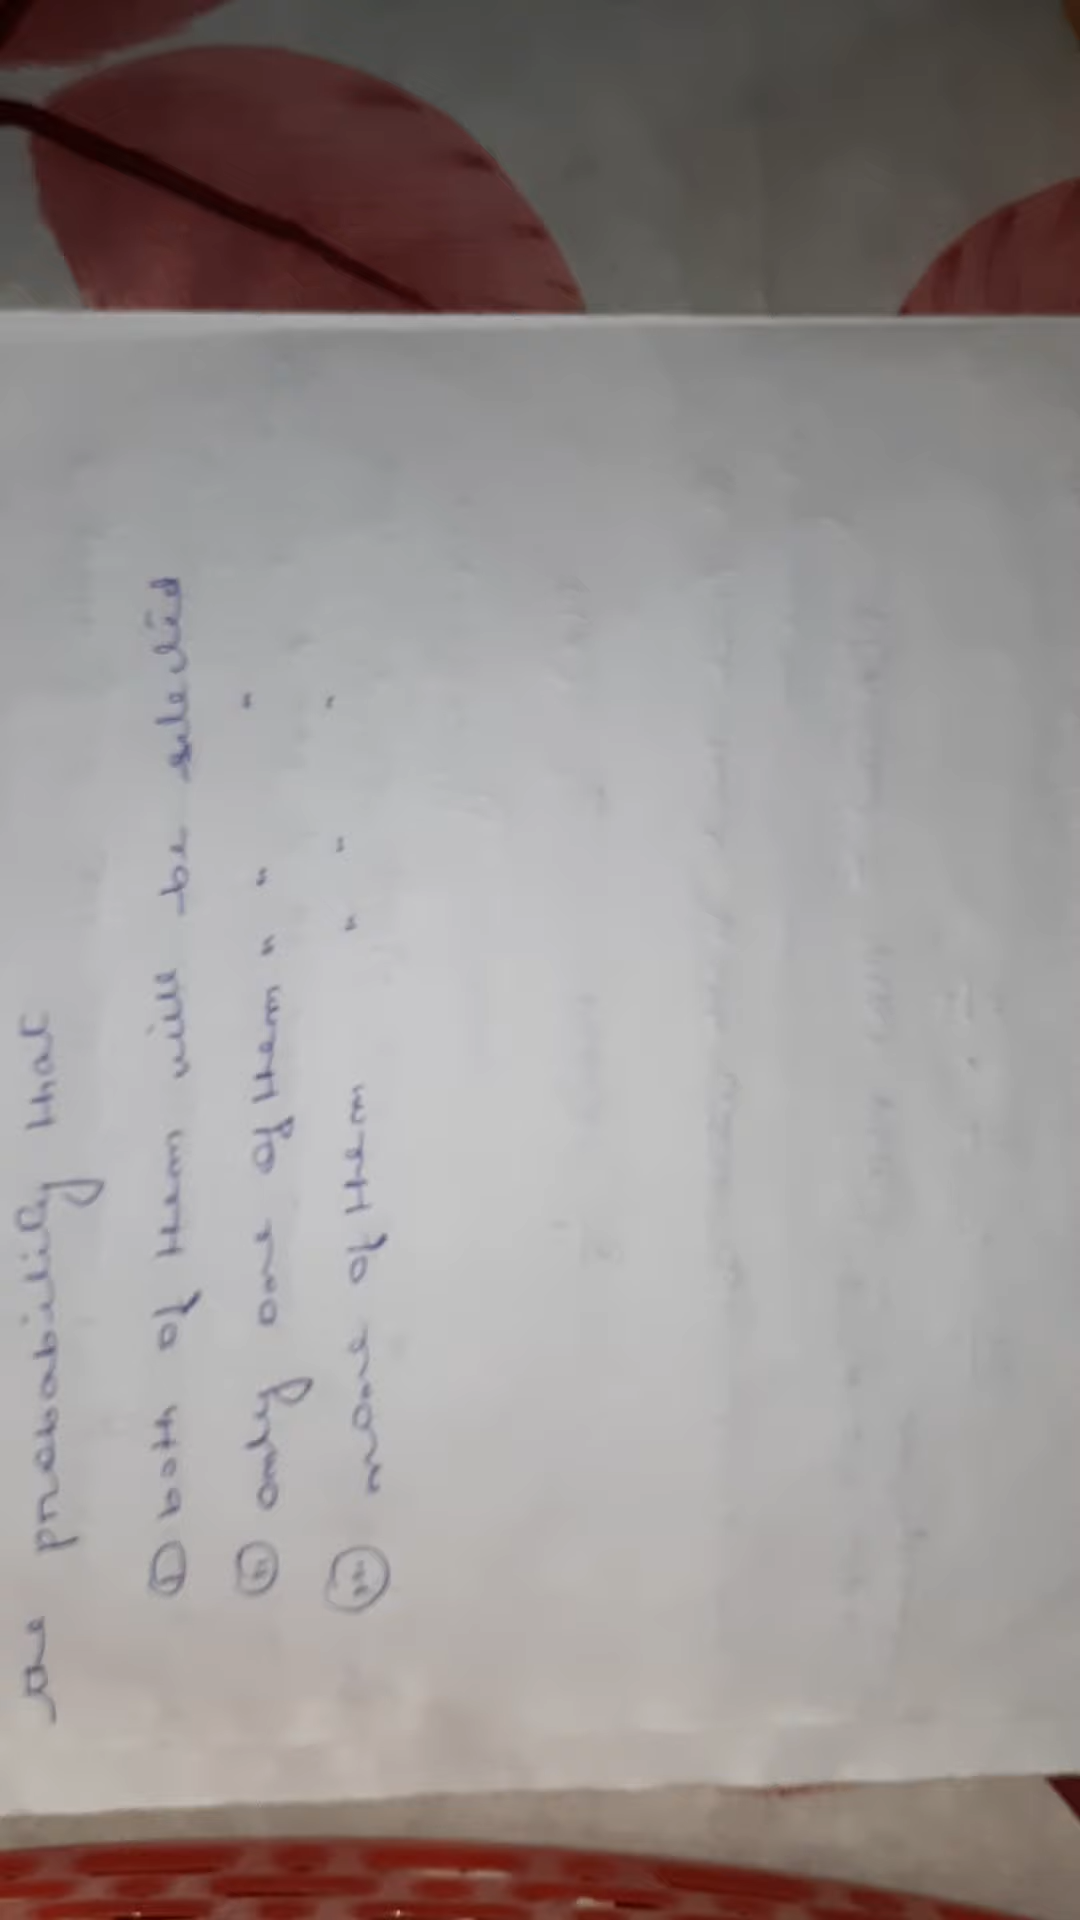 the probability that
(i) both of them will be selected
(ii) only one of them " " "
(iii) none of them " " "